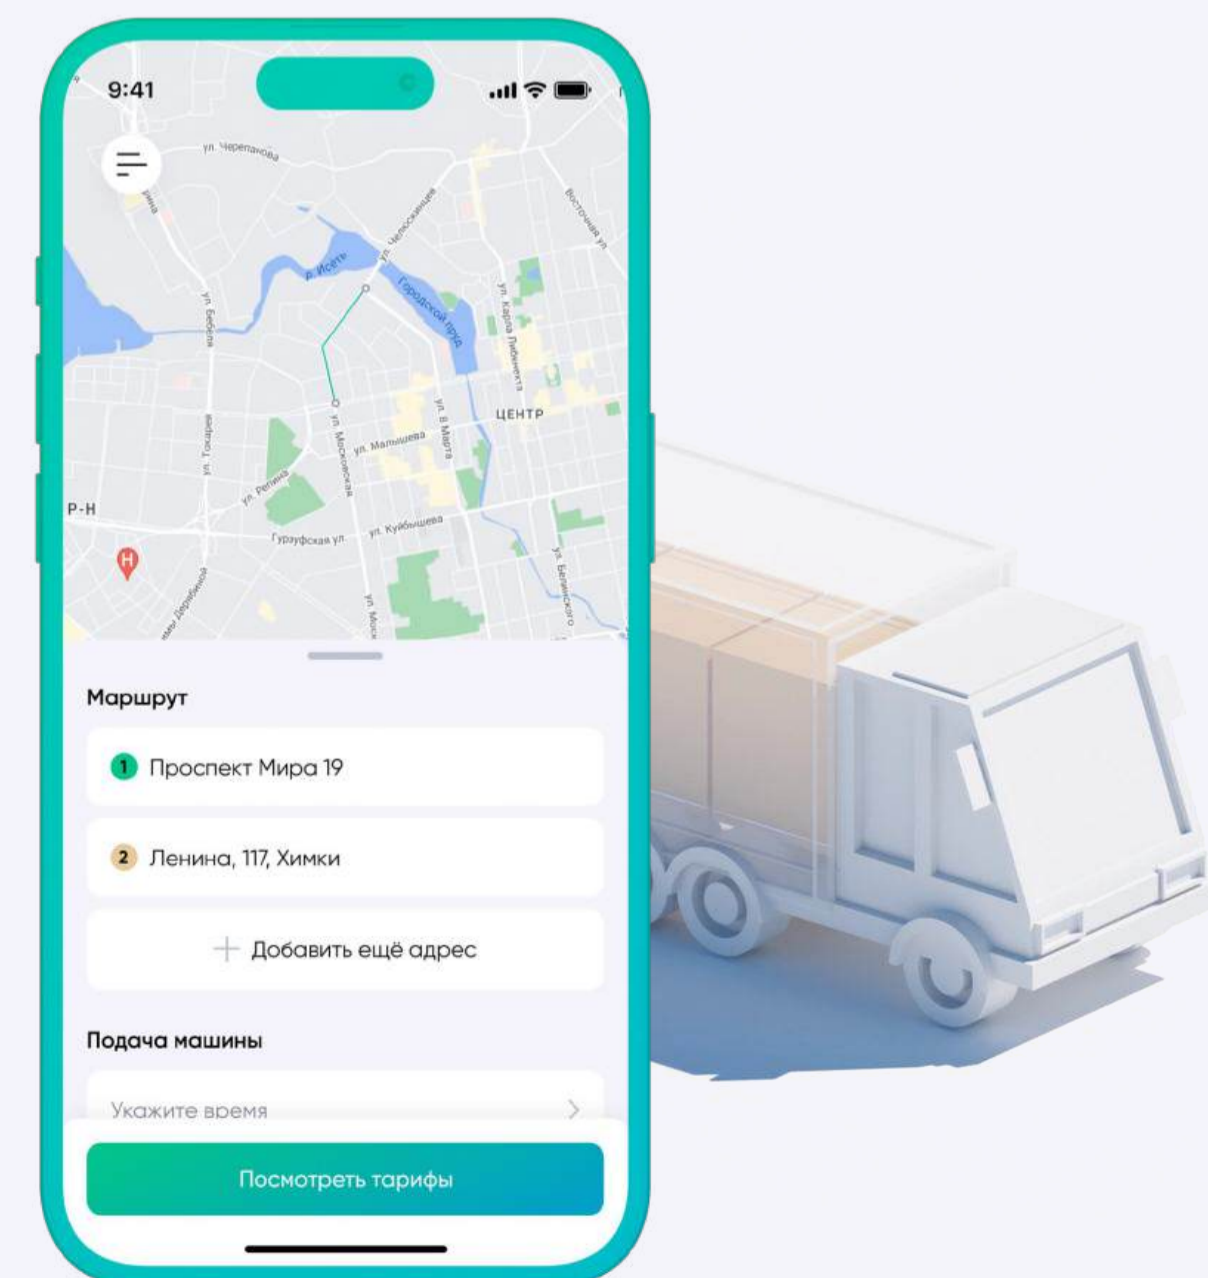 9:41
ул. Черепанова
ул. Челюскинцев
Восточная ул.
р. Исеть
Городской пруд
ул. Бебеля
ул. Карла Либкнехта
ЦЕНТР
ул. 8 Марта
ул. Малышева
ул. Московская
ул. Токарей
ул. Репина
Р-Н
ул. Куйбышева
Гурзуфская ул.
H
ул. Белинского
ул. Моск
Маршрут
1 Проспект Мира 19
2 Ленина, 117, Химки
Добавить ещё адрес
Подача машины
Укажите время
Посмотреть тарифы